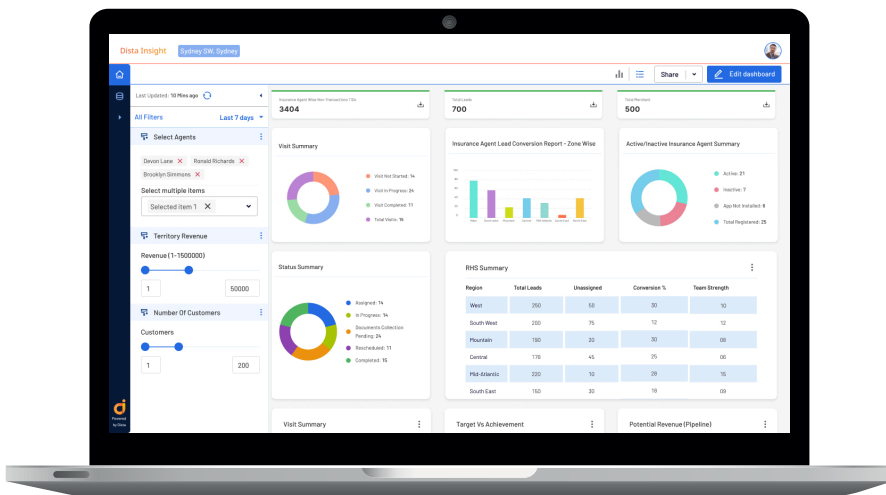 Dista Insight
Sydney SW, Sydney
Share
Edit dashboard
Last Updated: 10 Mins ago
All Filters
Last 7 days
Select Agents
Devon Lane
Ronald Richards
Brooklyn Simmons
Select multiple items
Selected item 1
Territory Revenue
Revenue (1-1500000)
1
50000
Number Of Customers
Customers
1
200
Powered
by Dista
3404
Total Leads
700
500
Visit Summary
Visit Not Started: 14
Visit In Progress: 24
Visit Completed: 11
Total Visits: 15
Insurance Agent Lead Conversion Report - Zone Wise
Active/Inactive Insurance Agent Summary
Active: 21
Inactive: 7
App Not Installed: 6
Total Registered: 25
Status Summary
Assigned: 14
In Progress: 14
Documents Collection
Pending: 24
Rescheduled: 11
Completed: 15
RHS Summary
Region Total Leads Unassigned Conversion % Team Strength
West 250 50 30 10
South West 200 75 12 12
Mountain 190 20 30 08
Central 178 45 25 06
Mid-Atlantic 220 10 28 15
South East 150 30 18 09
Visit Summary
Target Vs Achievement
Potential Revenue (Pipeline)